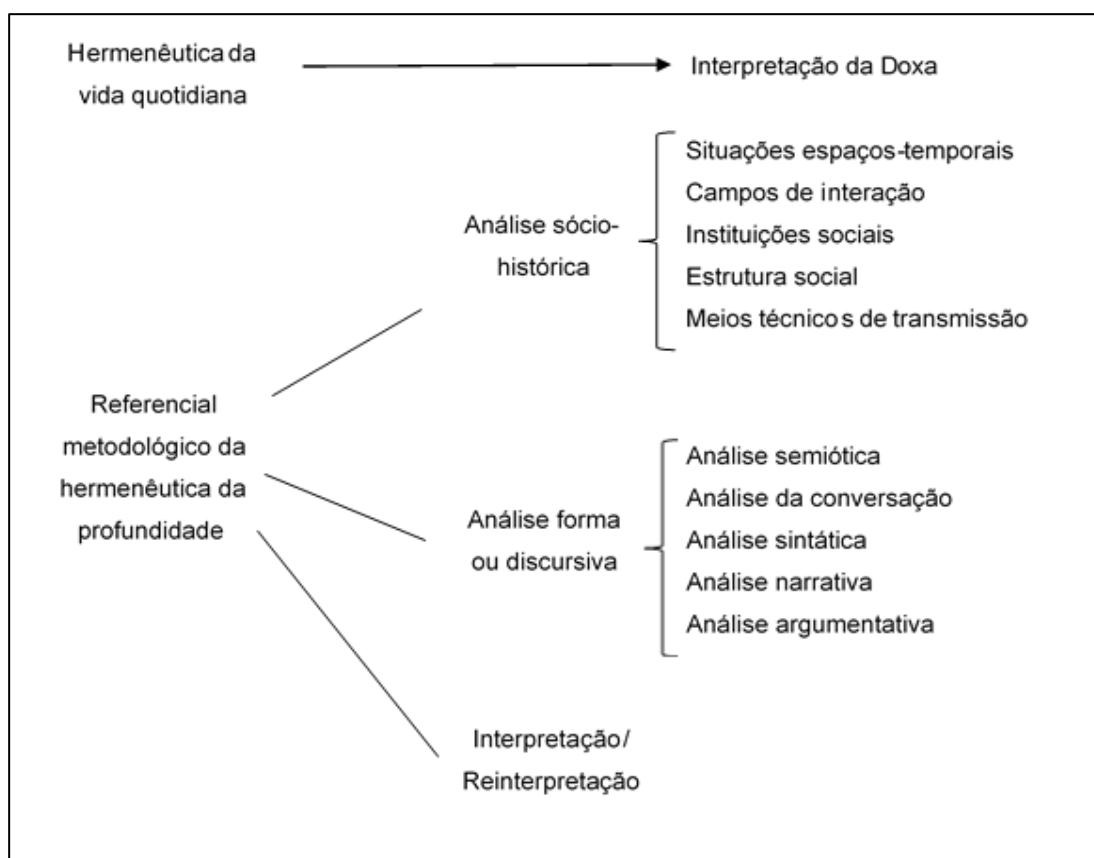 Hermenêutica da
vida quotidiana
Interpretação da Doxa
Análise sócio-
histórica
Situações espaços-temporais
Campos de interação
Instituições sociais
Estrutura social
Meios técnicos de transmissão
Referencial
metodológico da
hermenêutica da
profundidade
Análise forma
ou discursiva
Análise semiótica
Análise da conversação
Análise sintática
Análise narrativa
Análise argumentativa
Interpretação/
Reinterpretação